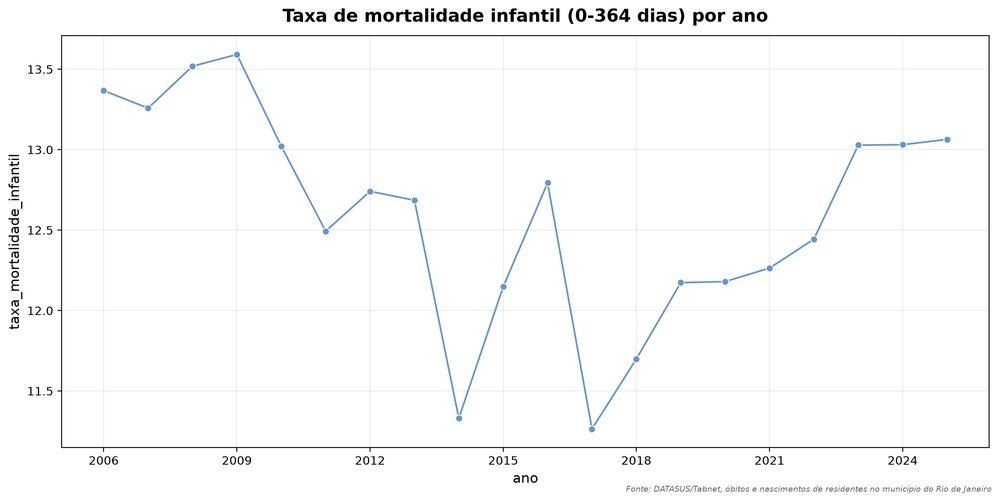 Taxa de mortalidade infantil (0-364 dias) por ano
taxa_mortalidade_infantil
13.5
13.0
12.5
12.0
11.5
2006 2009 2012 2015 2018 2021 2024
ano
Fonte: DATASUS/Tabnet, óbitos e nascimentos de residentes no município do Rio de Janeiro